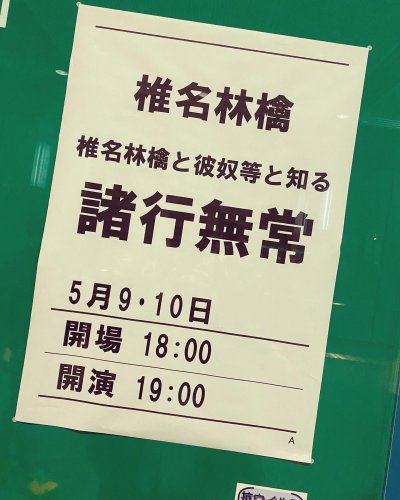 椎名林檎
椎名林檎と彼奴等と知る
諸行無常
5月9・10日
開場 18:00
開演 19:00
A